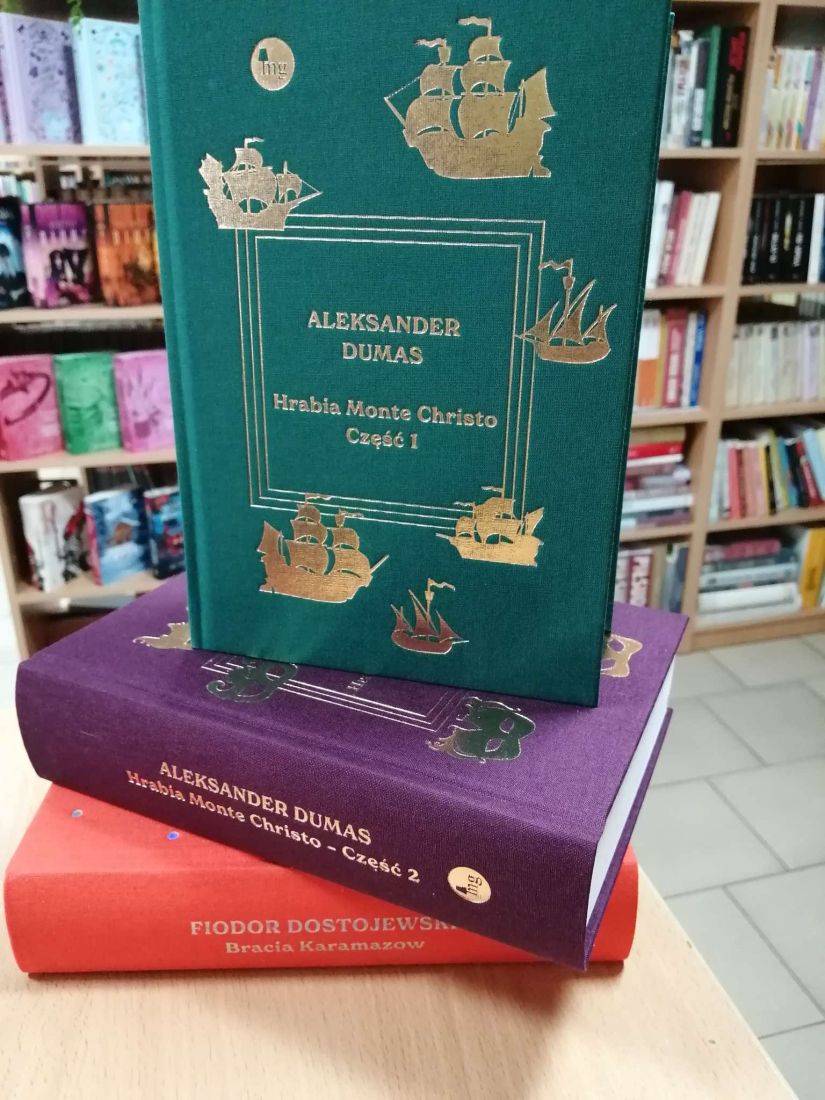 mg
ALEKSANDER
DUMAS
Hrabia Monte Christo
Część 1
ALEKSANDER DUMAS
Hrabia Monte Christo - Część 2
mg
FIODOR DOSTOJEWSKI
Bracia Karamazow